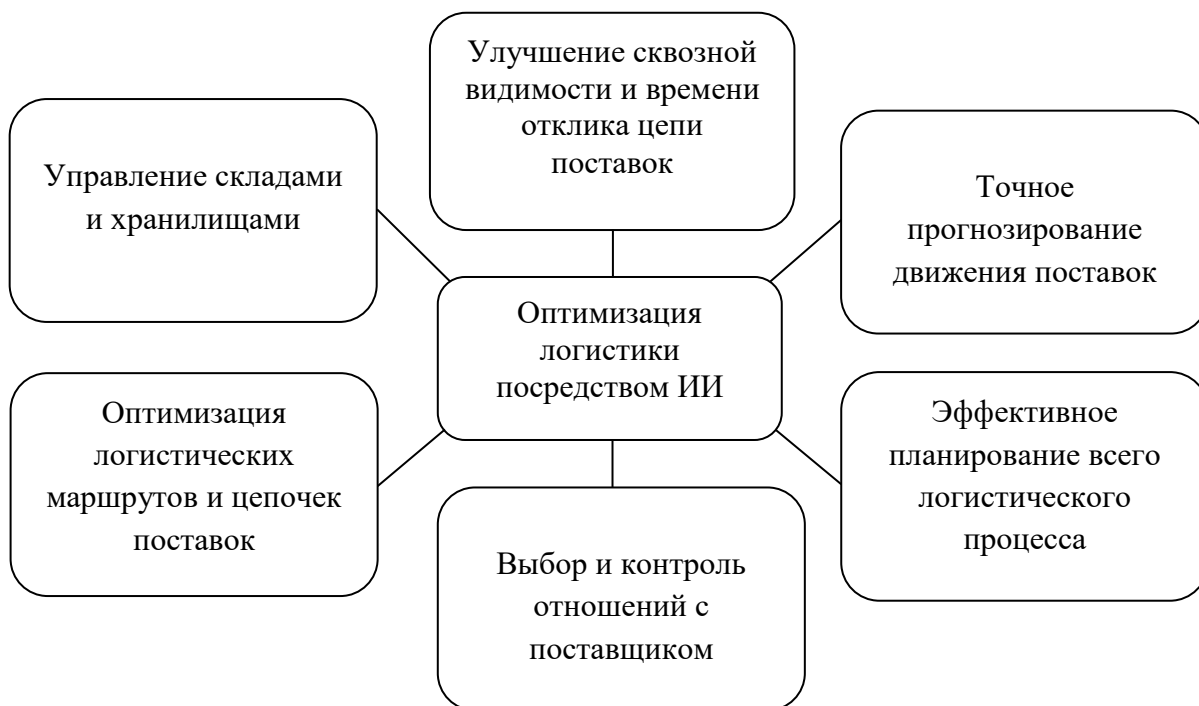 Улучшение сквозной
видимости и времени
отклика цепи
поставок
Управление складами
и хранилищами
Точное
прогнозирование
движения поставок
Оптимизация
логистики
посредством ИИ
Оптимизация
логистических
маршрутов и цепочек
поставок
Эффективное
планирование всего
логистического
процесса
Выбор и контроль
отношений с
поставщиком